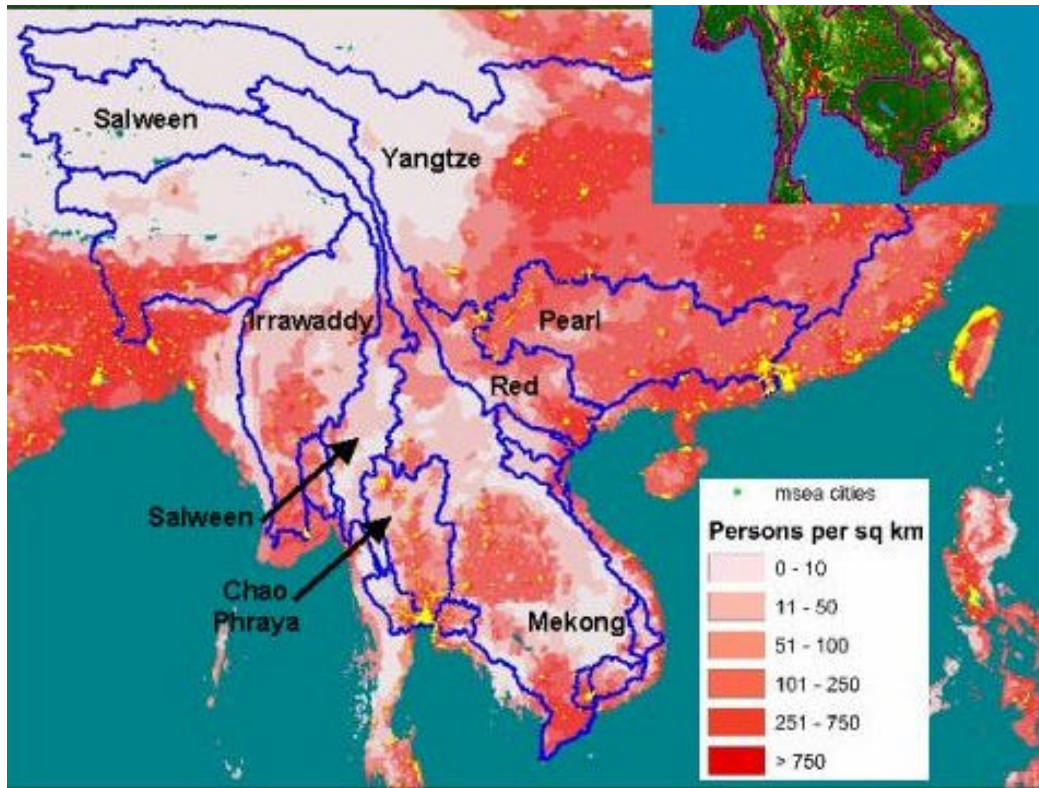 Salween
Yangtze
Irrawaddy
Pearl
Red
Salween
Chao
Phraya
Mekong
msea cities
Persons per sq km
0 - 10
11 - 50
51 - 100
101 - 250
251 - 750
> 750